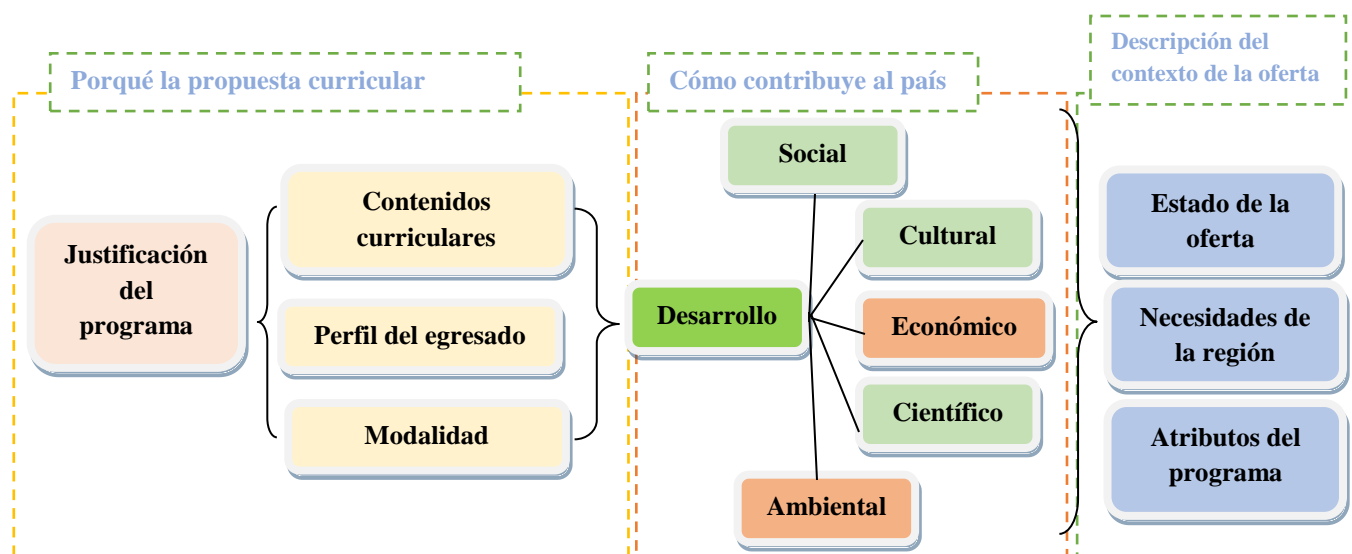 Porqué la propuesta curricular
Cómo contribuye al país
Descripción del
contexto de la oferta
Justificación
del
programa
Contenidos
curriculares
Perfil del egresado
Modalidad
Desarrollo
Social
Cultural
Económico
Científico
Ambiental
Estado de la
oferta
Necesidades de
la región
Atributos del
programa